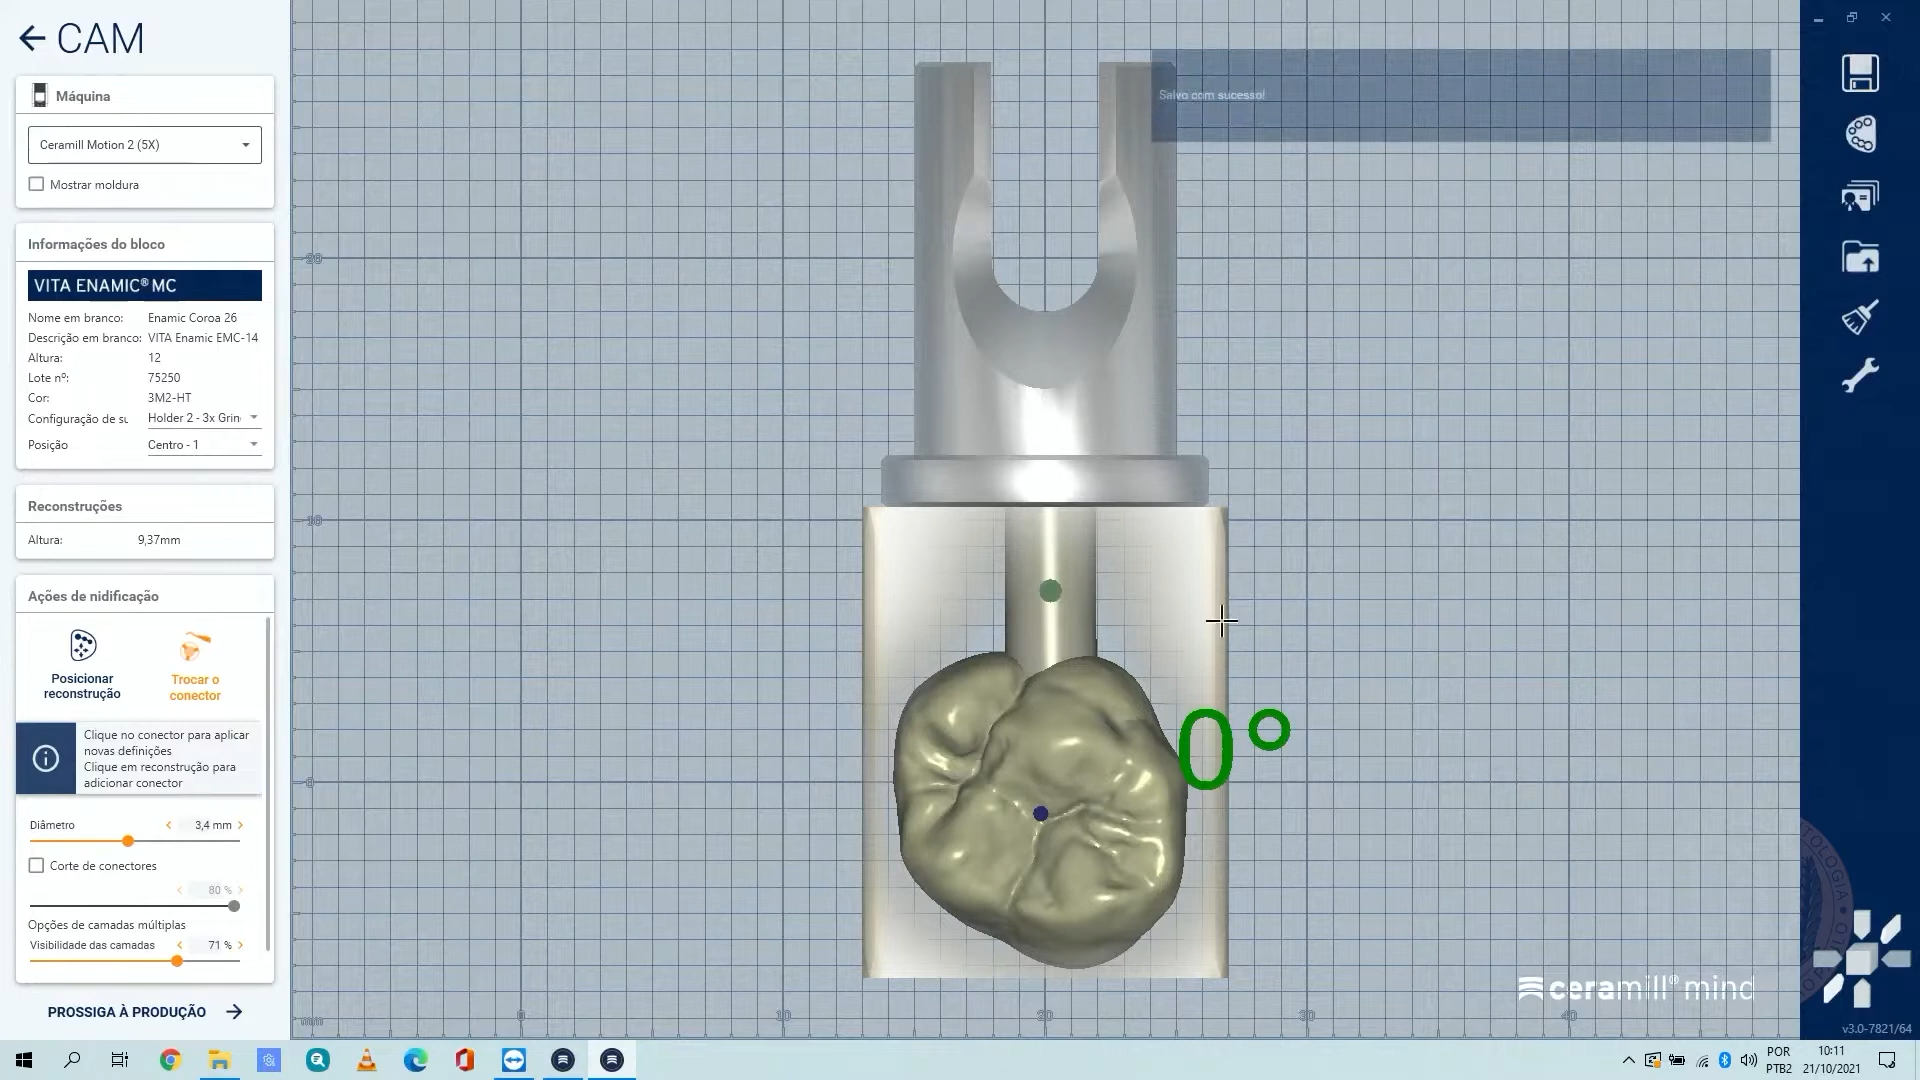 CAM
Máquina
Ceramill Motion 2 (5X)
Mostrar moldura
Informações do bloco
VITA ENAMIC® MC
Nome em branco: Enamic Coroa 26
Descrição em branco: VITA Enamic EMC-14
Altura: 12
Lote nº: 75250
Cor: 3M2-HT
Configuração de su Holder 2 - 3x Grin
Posição Centro - 1
Reconstruções
Altura: 9,37mm
Ações de nidificação
Posicionar
reconstrução
Trocar o
conector
Clique no conector para aplicar
novas definições
Clique em reconstrução para
adicionar conector
Diâmetro 3,4 mm
Corte de conectores
80 %
Opções de camadas múltiplas
Visibilidade das camadas 71 %
PROSSIGA À PRODUÇÃO
Salvo com sucesso!
20
10
0
0°
mm 0 10 20 30 40
ceramill® mind
v3.0-7821/64
POR
PTB2
10:11
21/10/2021